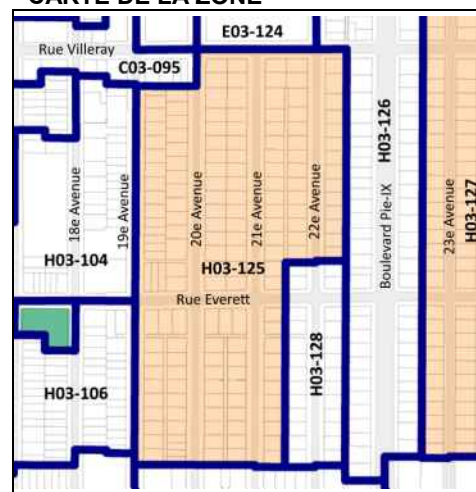 CARTE DE LA ZONE
E03-124
Rue Villeray
C03-095
H03-126
18e Avenue
19e Avenue
20e Avenue
21e Avenue
22e Avenue
Boulevard Pie-IX
23e Avenue
H03-127
H03-104
H03-125
Rue Everett
H03-128
H03-106